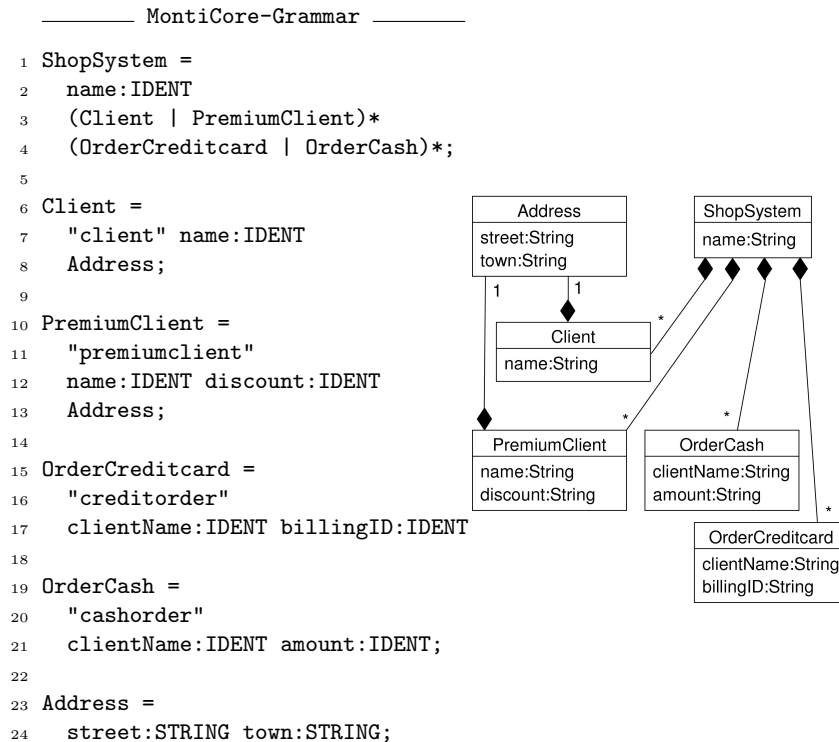 MontiCore-Grammar
1 ShopSystem =
2 name:IDENT
3 (Client | PremiumClient)*
4 (OrderCreditcard | OrderCash)*;
5
6 Client =
7 "client" name:IDENT
8 Address;
9
10 PremiumClient =
11 "premiumclient"
12 name:IDENT discount:IDENT
13 Address;
14
15 OrderCreditcard =
16 "creditorder"
17 clientName:IDENT billingID:IDENT
18
19 OrderCash =
20 "cashorder"
21 clientName:IDENT amount:IDENT;
22
23 Address =
24 street:STRING town:STRING;
Address
street:String
town:String
1
1
ShopSystem
name:String
*
Client
name:String
*
PremiumClient
name:String
discount:String
*
OrderCash
clientName:String
amount:String
*
OrderCreditcard
clientName:String
billingID:String